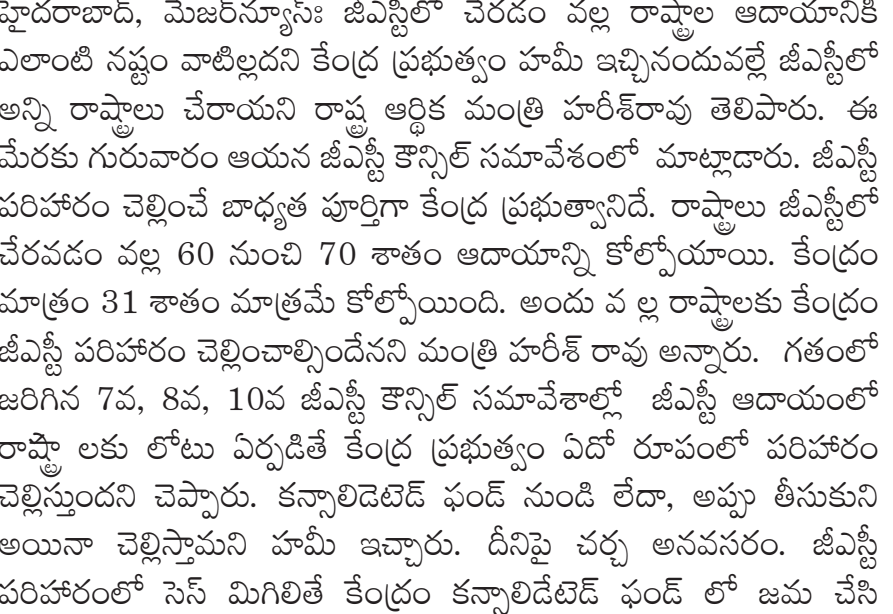 హైదరాబాద్, మేజర్‌న్యూస్: జీఎస్టీలో చేరడం వల్ల రాష్ట్రాల ఆదాయానికి
ఎలాంటి నష్టం వాటిల్లదని కేంద్ర ప్రభుత్వం హమీ ఇచ్చినందువల్లే జీఎస్టీలో
అన్ని రాష్ట్రాలు చేరాయని రాష్ట్ర ఆర్థిక మంత్రి హరీశ్‌రావు తెలిపారు. ఈ
మేరకు గురువారం ఆయన జీఎస్టీ కౌన్సిల్ సమావేశంలో మాట్లాడారు. జీఎస్టీ
పరిహారం చెల్లించే బాధ్యత పూర్తిగా కేంద్ర ప్రభుత్వానిదే. రాష్ట్రాలు జీఎస్టీలో
చేరవడం వల్ల 60 నుంచి 70 శాతం ఆదాయాన్ని కోల్పోయాయి. కేంద్రం
మాత్రం 31 శాతం మాత్రమే కోల్పోయింది. అందు వ ల్ల రాష్ట్రాలకు కేంద్రం
జీఎస్టీ పరిహారం చెల్లించాల్సిందేనని మంత్రి హరీశ్ రావు అన్నారు. గతంలో
జరిగిన 7వ, 8వ, 10వ జీఎస్టీ కౌన్సిల్ సమావేశాల్లో జీఎస్టీ ఆదాయంలో
రాష్ట్రా లకు లోటు ఏర్పడితే కేంద్ర ప్రభుత్వం ఏదో రూపంలో పరిహారం
చెల్లిస్తుందని చెప్పారు. కన్సాలిడెటెడ్ ఫండ్ నుండి లేదా, అప్పు తీసుకుని
అయినా చెల్లిస్తామని హమీ ఇచ్చారు. దీనిపై చర్చ అనవసరం. జీఎస్టీ
పరిహారంలో సెస్ మిగిలితే కేంద్రం కన్సాలిడేటెడ్ ఫండ్ లో జమ చేసి